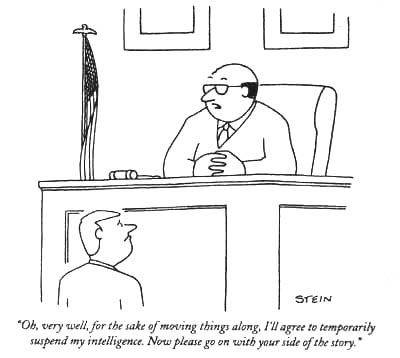 STEIN
"Oh, very well, for the sake of moving things along, I'll agree to temporarily
suspend my intelligence. Now please go on with your side of the story."